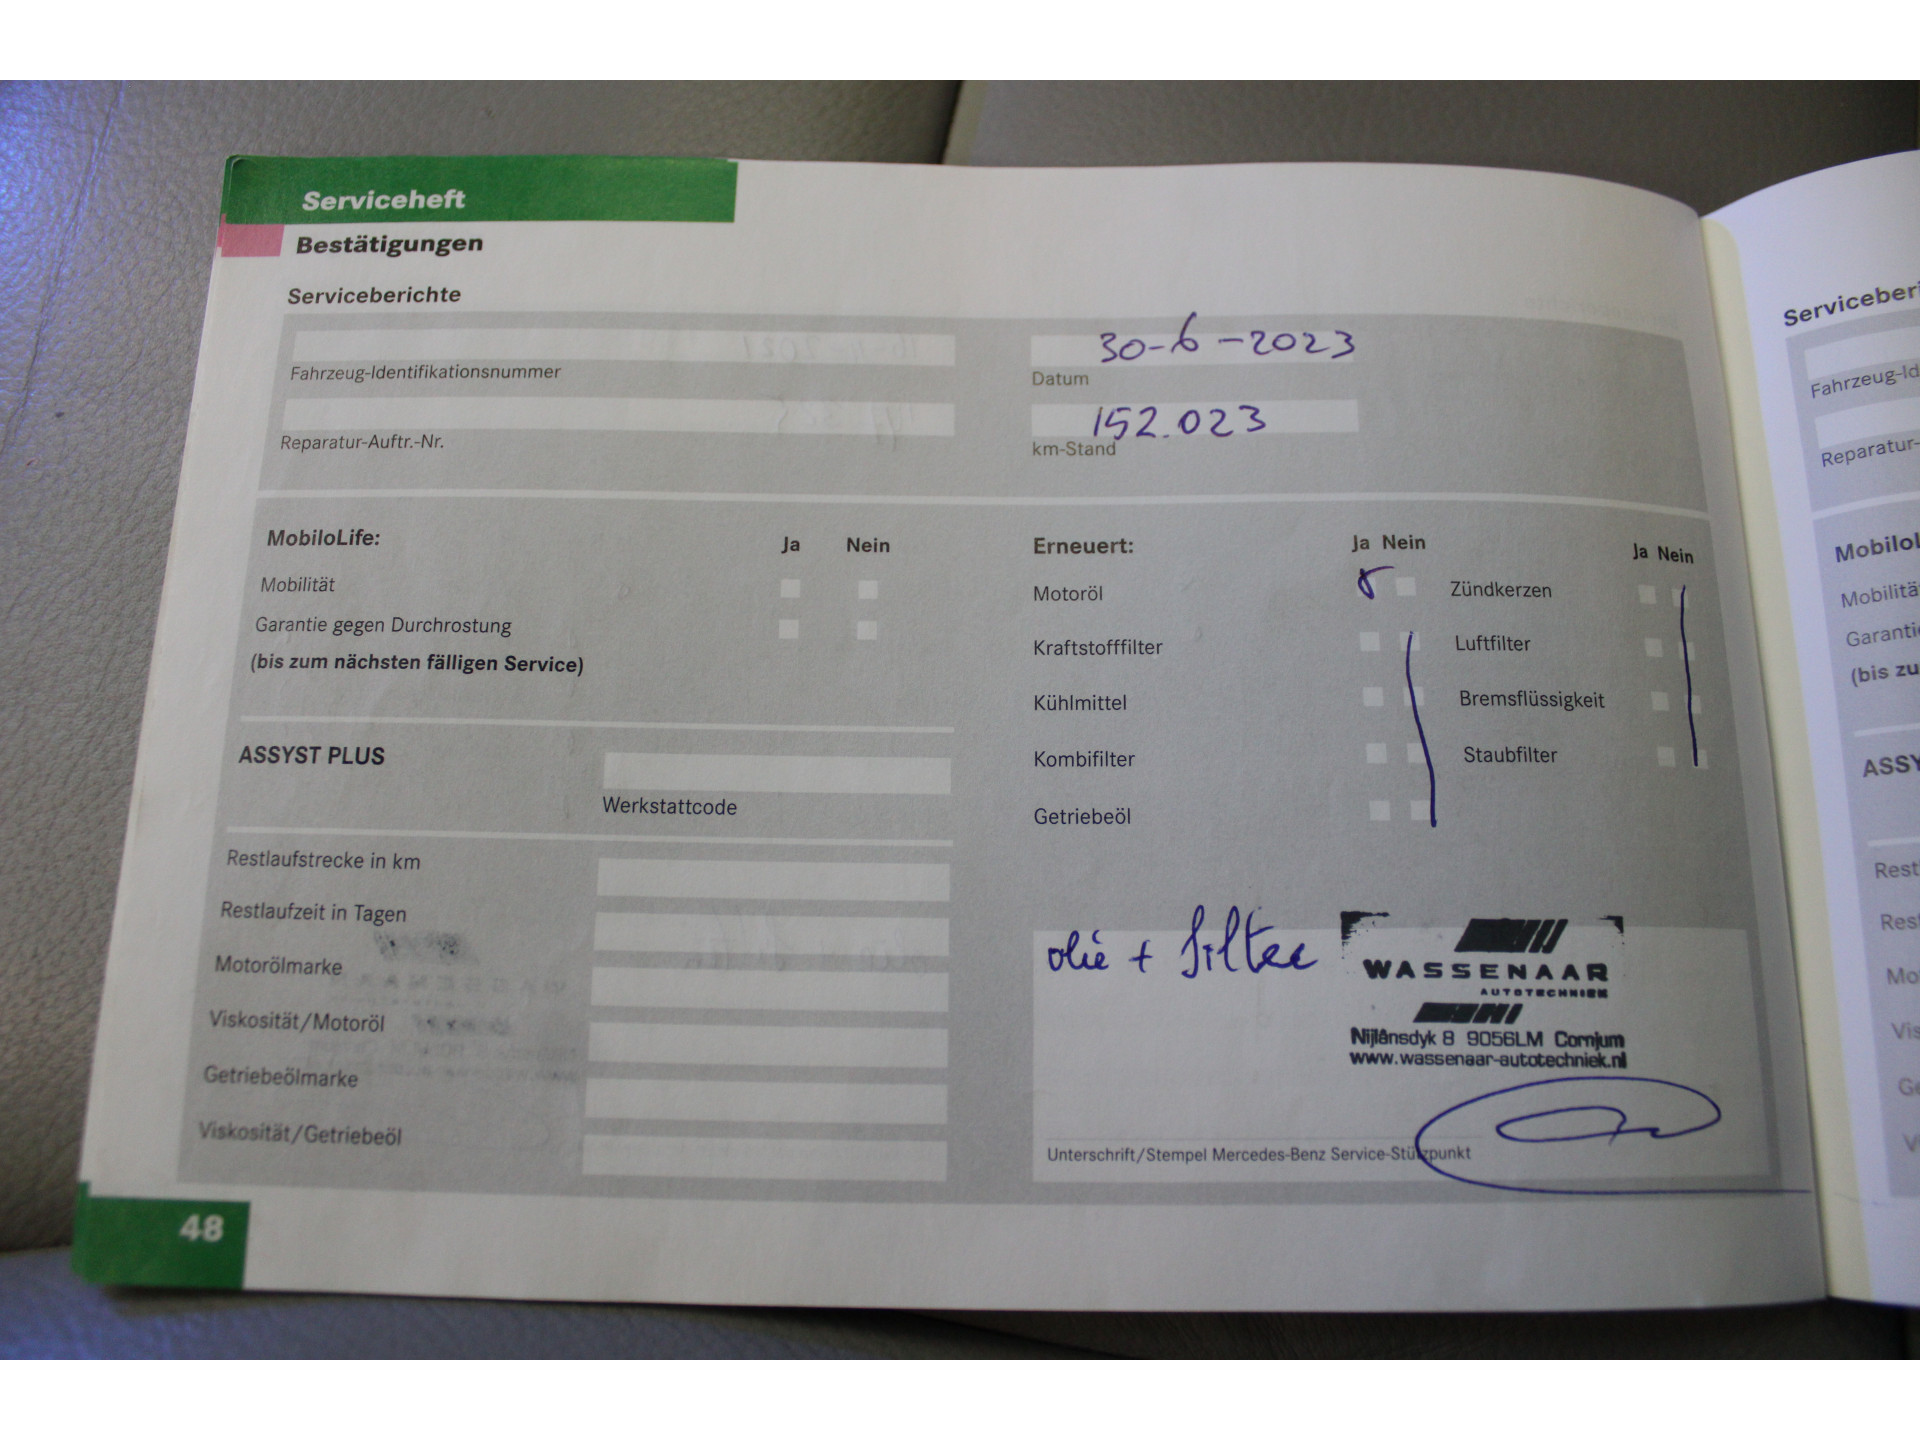 Serviceheft
Bestätigungen
Serviceberichte
Fahrzeug-Identifikationsnummer
30-6-2023
Datum
Reparatur-Auftr.-Nr.
152.023
km-Stand
MobiloLife:
Ja Nein
Mobilität
Garantie gegen Durchrostung
(bis zum nächsten fälligen Service)
ASSYST PLUS
Werkstattcode
Restlaufstrecke in km
Restlaufzeit in Tagen
Motorölmarke
Viskosität/Motoröl
Getriebeölmarke
Viskosität/Getriebeöl
Erneuert:
Ja Nein
Ja Nein
Motoröl
Zündkerzen
Kraftstofffilter
Luftfilter
Kühlmittel
Bremsflüssigkeit
Kombifilter
Staubfilter
Getriebeöl
olie + filter
WASSENAAR
AUTOTECHNIEK
Nijlânsdyk 8 9056LM Cornjum
www.wassenaar-autotechniek.nl
Unterschrift/Stempel Mercedes-Benz Service-Stützpunkt
48
Serviceberi
Fahrzeug-Id
Reparatur-
MobiloL
Mobilitä
Garanti
(bis zu
ASSY
Rest
Res
Mo
Vis
Ge
V